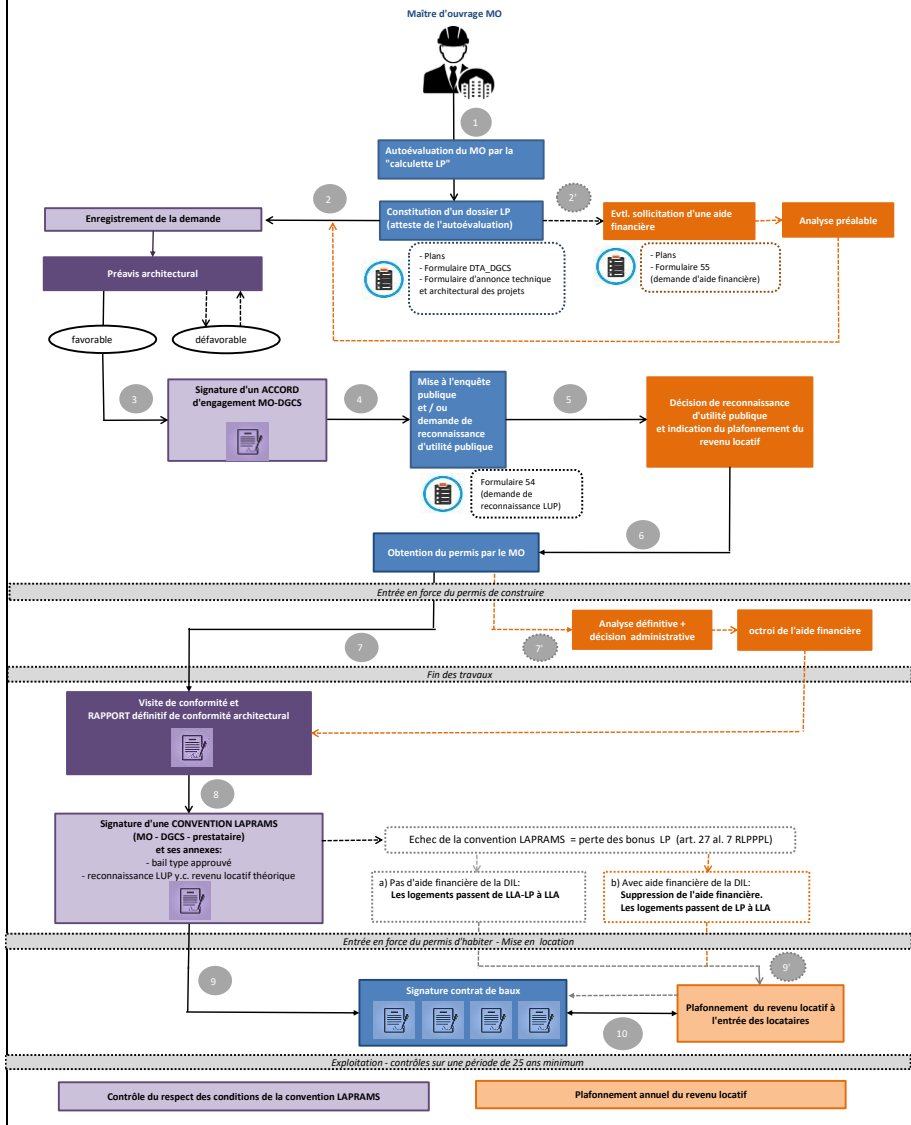 Maître d'ouvrage MO
1
Autoévaluation du MO par la
"calculette LP"
2
Constitution d'un dossier LP
(atteste de l'autoévaluation)
2'
Evtl. sollicitation d'une aide
financière
Analyse préalable
Enregistrement de la demande
- Plans
- Formulaire DTA_DGCS
- Formulaire d'annonce technique
et architectural des projets
- Plans
- Formulaire 55
(demande d'aide financière)
Préavis architectural
favorable
défavorable
3
Signature d'un ACCORD
d'engagement MO-DGCS
4
Mise à l'enquête
publique
et / ou
demande de
reconnaissance
d'utilité publique
5
Décision de reconnaissance
d'utilité publique
et indication du plafonnement du
revenu locatif
Formulaire 54
(demande de
reconnaissance LUP)
6
Obtention du permis par le MO
Entrée en force du permis de construire
7
7'
Analyse définitive +
décision administrative
octroi de l'aide financière
Fin des travaux
Visite de conformité et
RAPPORT définitif de conformité architectural
8
Signature d'une CONVENTION LAPRAMS
(MO - DGCS - prestataire)
et ses annexes:
- bail type approuvé
- reconnaissance LUP y.c. revenu locatif théorique
Echec de la convention LAPRAMS = perte des bonus LP (art. 27 al. 7 RLPPPL)
a) Pas d'aide financière de la DIL:
Les logements passent de LLA-LP à LLA
b) Avec aide financière de la DIL:
Suppression de l'aide financière.
Les logements passent de LP à LLA
Entrée en force du permis d'habiter - Mise en location
9
9'
Signature contrat de baux
10
Plafonnement du revenu locatif à
l'entrée des locataires
Exploitation - contrôles sur une période de 25 ans minimum
Contrôle du respect des conditions de la convention LAPRAMS
Plafonnement annuel du revenu locatif